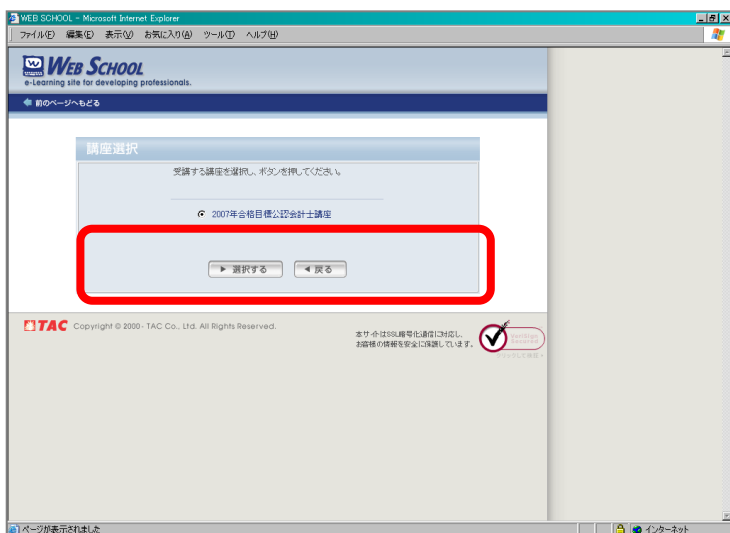 WEB SCHOOL - Microsoft Internet Explorer
ファイル(F) 編集(E) 表示(V) お気に入り(A) ツール(T) ヘルプ(H)
WEB SCHOOL
e-Learning site for developing professionals.
前のページへもどる
講座選択
受講する講座を選択し、ボタンを押してください。
2007年合格目標公認会計士講座
選択する 戻る
TAC Copyright © 2000- TAC Co., Ltd. All Rights Reserved.
本サイトはSSL暗号化通信に対応し、
お客様の情報を安全に保護しています。
VeriSign
Secured
ページが表示されました
インターネット